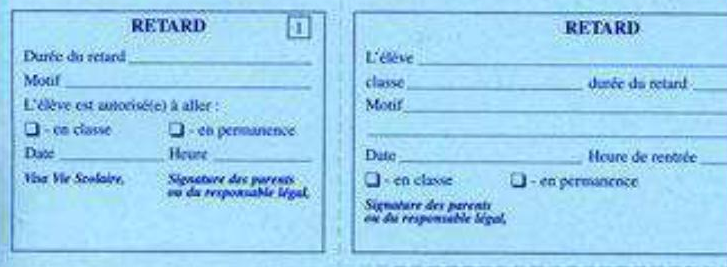 RETARD 1
Durée du retard
Motif
L'élève est autorisé(e) à aller :
- en classe - en permanence
Date Heure
Visa Vie Scolaire, Signature des parents
ou du responsable légal,
RETARD
L'élève
classe durée du retard
Motif
Date Heure de rentrée
- en classe - en permanence
Signature des parents
ou du responsable légal,